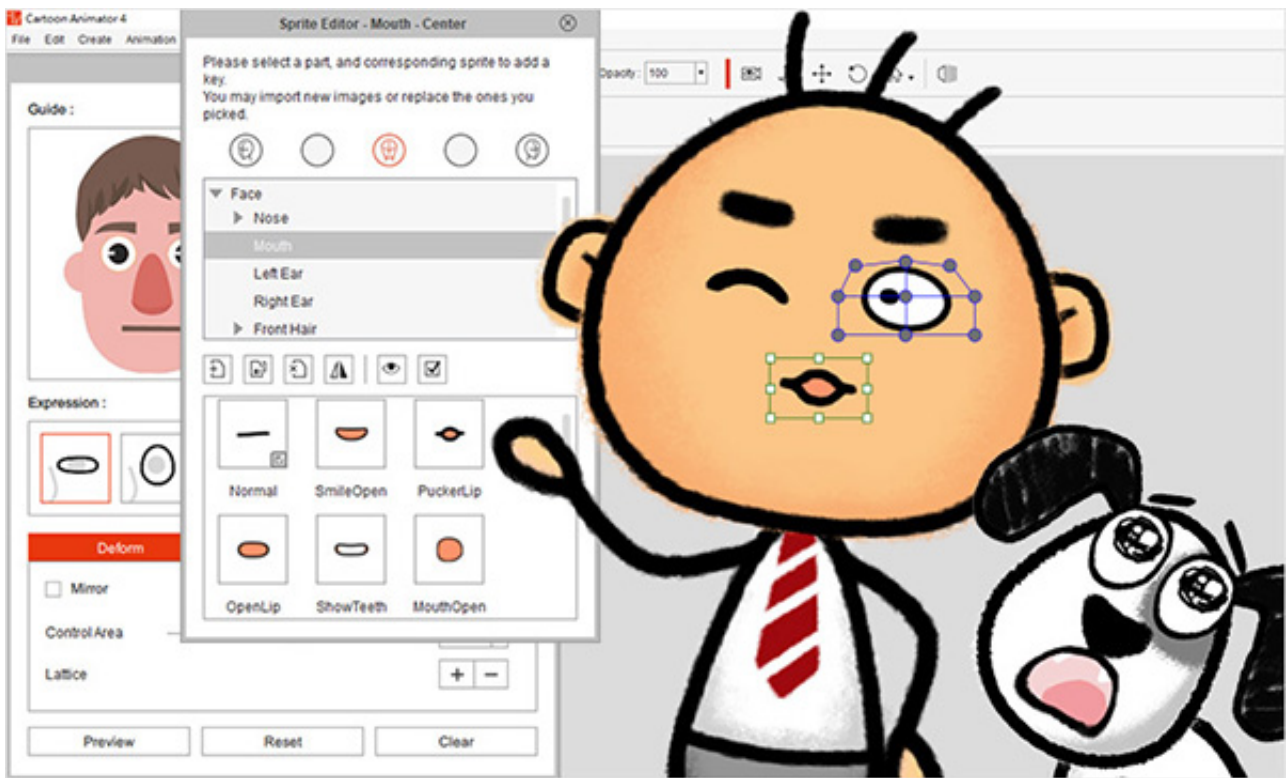 Cartoon Animator 4
File Edit Create Animation
Sprite Editor - Mouth - Center
Please select a part, and corresponding sprite to add a
key.
You may import new images or replace the ones you
picked.
Opacity: 100
Guide :
Face
Nose
Mouth
Left Ear
Right Ear
Front Hair
Expression :
Normal SmileOpen PuckerLip
OpenLip ShowTeeth MouthOpen
Deform
Mirror
Control Area
Lattice
Preview Reset Clear